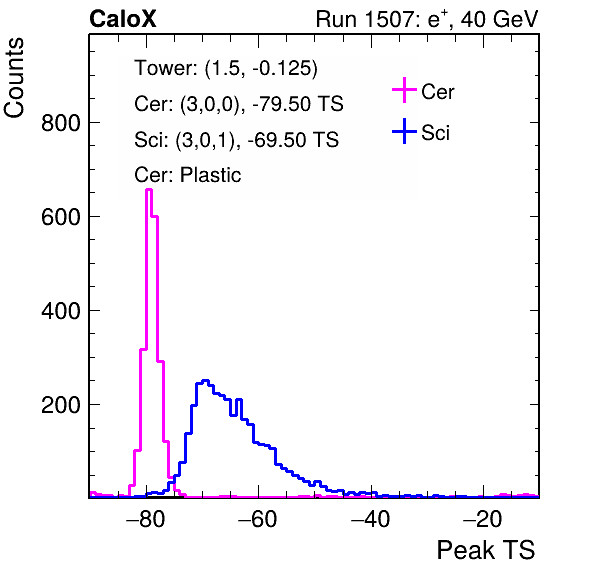 CaloX Run 1507: e⁺, 40 GeV
Counts
Tower: (1.5, -0.125)
Cer: (3,0,0), -79.50 TS
Sci: (3,0,1), -69.50 TS
Cer: Plastic
Cer
Sci
800
600
400
200
−80 −60 −40 −20
Peak TS